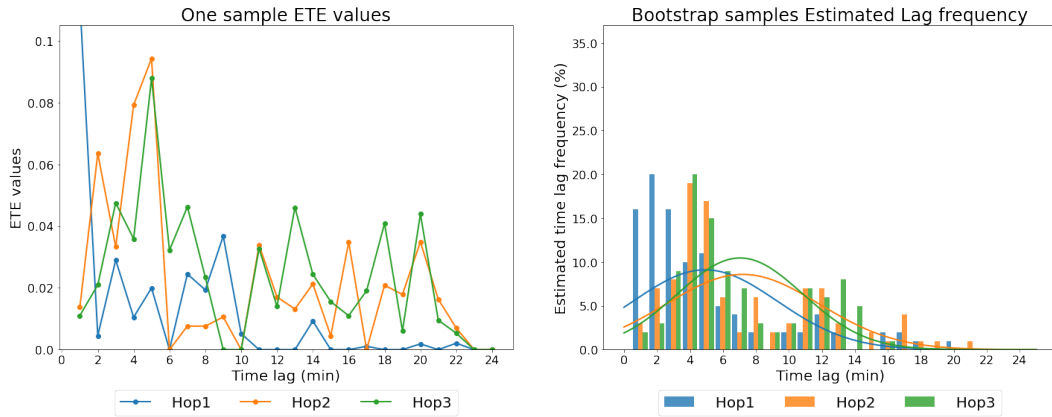 One sample ETE values
ETE values
0.1
0.08
0.06
0.04
0.02
0.0
0 2 4 6 8 10 12 14 16 18 20 22 24
Time lag (min)
Hop1 Hop2 Hop3
Bootstrap samples Estimated Lag frequency
Estimated time lag frequency (%)
35.0
30.0
25.0
20.0
15.0
10.0
5.0
0.0
0 2 4 6 8 10 12 14 16 18 20 22 24
Time lag (min)
Hop1 Hop2 Hop3